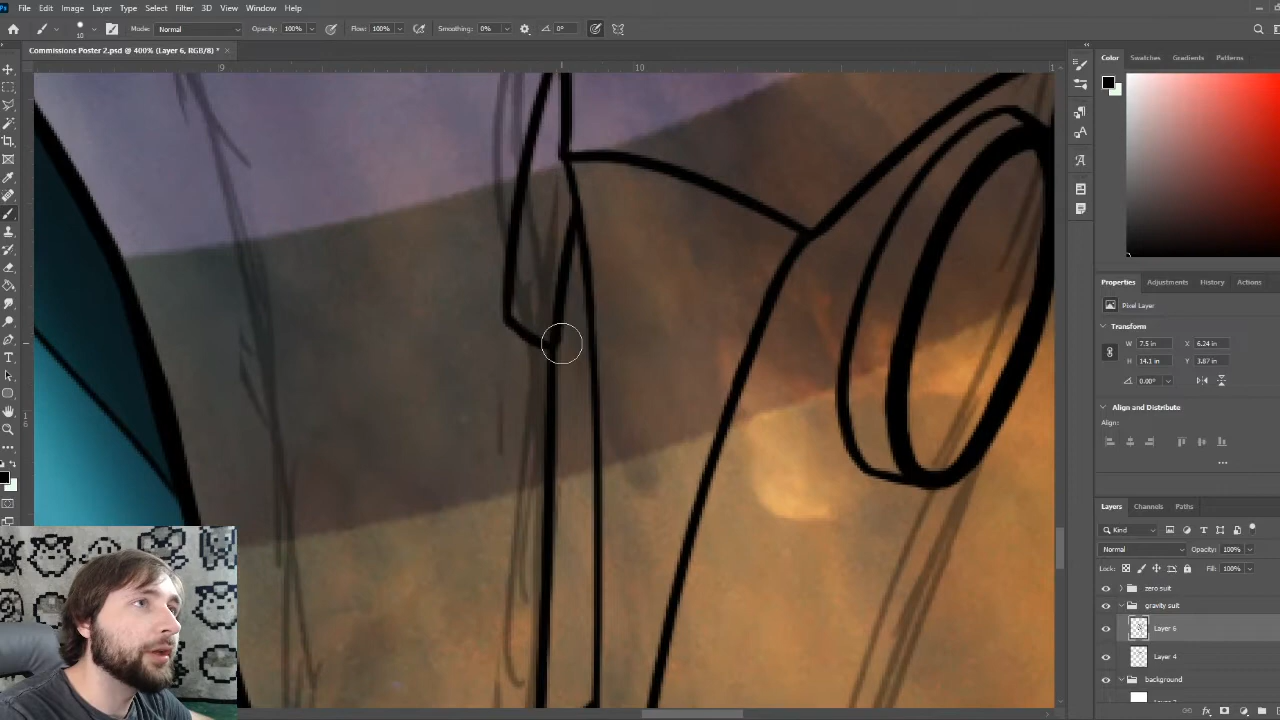 Ps File Edit Image Layer Type Select Filter 3D View Window Help
10 Mode: Normal Opacity: 100% Flow: 100% Smoothing: 0% 0°
Commissions Poster 2.psd @ 400% (Layer 6, RGB/8) * ×
9 10
Color Swatches Gradients Patterns
Properties Adjustments History Actions
Pixel Layer
Transform
W 7.5 in X 6.24 in
H 14.1 in Y 3.87 in
0.00°
Align and Distribute
Align:
...
Layers Channels Paths
Kind
Normal Opacity: 100%
Lock: Fill: 100%
zero suit
gravity suit
Layer 6
Layer 4
background